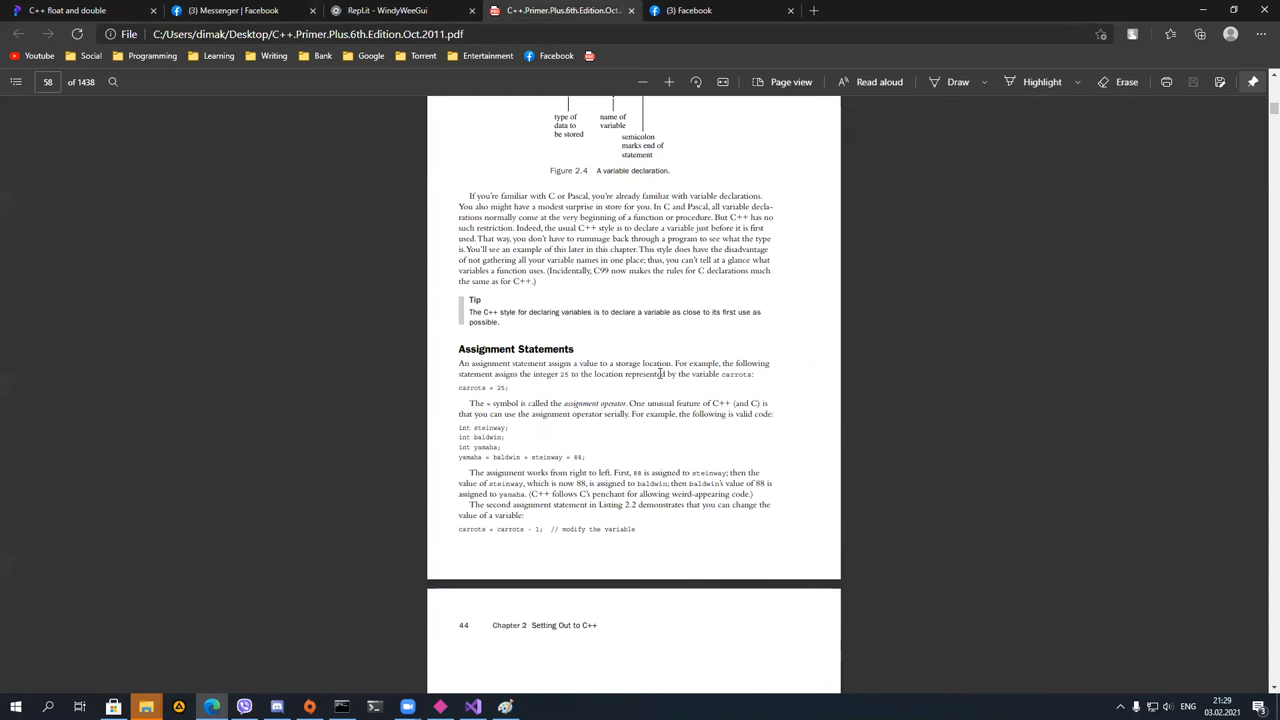 C++ float and double
(3) Messenger | Facebook
Replit - WindyWeeGui
C++.Primer.Plus.6th.Edition.Oct.2
(3) Facebook
File C:/Users/dimak/Desktop/C++.Primer.Plus.6th.Edition.Oct.2011.pdf
Youtube Social Programming Learning Google Torrent Entertainment Facebook
58 of 1438 Page view Read aloud Draw Highlight Erase
type of name of
data to variable
be stored
semicolon
marks end of
statement
Figure 2.4 A variable declaration.
If you're familiar with C or Pascal, you're already familiar with variable declarations.
You also might have a modest surprise in store for you. In C and Pascal, all variable decla-
rations normally come at the very beginning of a function or procedure. But C++ has no
such restriction. Indeed, the usual C++ style is to declare a variable just before it is first
used. That way, you don't have to rummage back through a program to see what the type
is. You'll see an example of this later in this chapter. This style does have the disadvantage
of not gathering all your variable names in one place; thus, you can't tell at a glance what
variables a function uses. (Incidentally, C99 now makes the rules for C declarations much
the same as for C++.)
Tip
The C++ style for declaring variables is to declare a variable as close to its first use as
possible.
Assignment Statements
An assignment statement assigns a value to a storage location. For example, the following
statement assigns the integer 25 to the location represented by the variable carrots:
carrots = 25;
The = symbol is called the assignment operator. One unusual feature of C++ (and C) is
that you can use the assignment operator serially. For example, the following is valid code:
int steinway;
int baldwin;
int yamaha;
yamaha = baldwin = steinway = 88;
The assignment works from right to left. First, 88 is assigned to steinway; then the
value of steinway, which is now 88, is assigned to baldwin; then baldwin's value of 88 is
assigned to yamaha. (C++ follows C's penchant for allowing weird-appearing code.)
The second assignment statement in Listing 2.2 demonstrates that you can change the
value of a variable:
carrots = carrots - 1; // modify the variable
44 Chapter 2 Setting Out to C++
ENG
21:29
03.02.2021